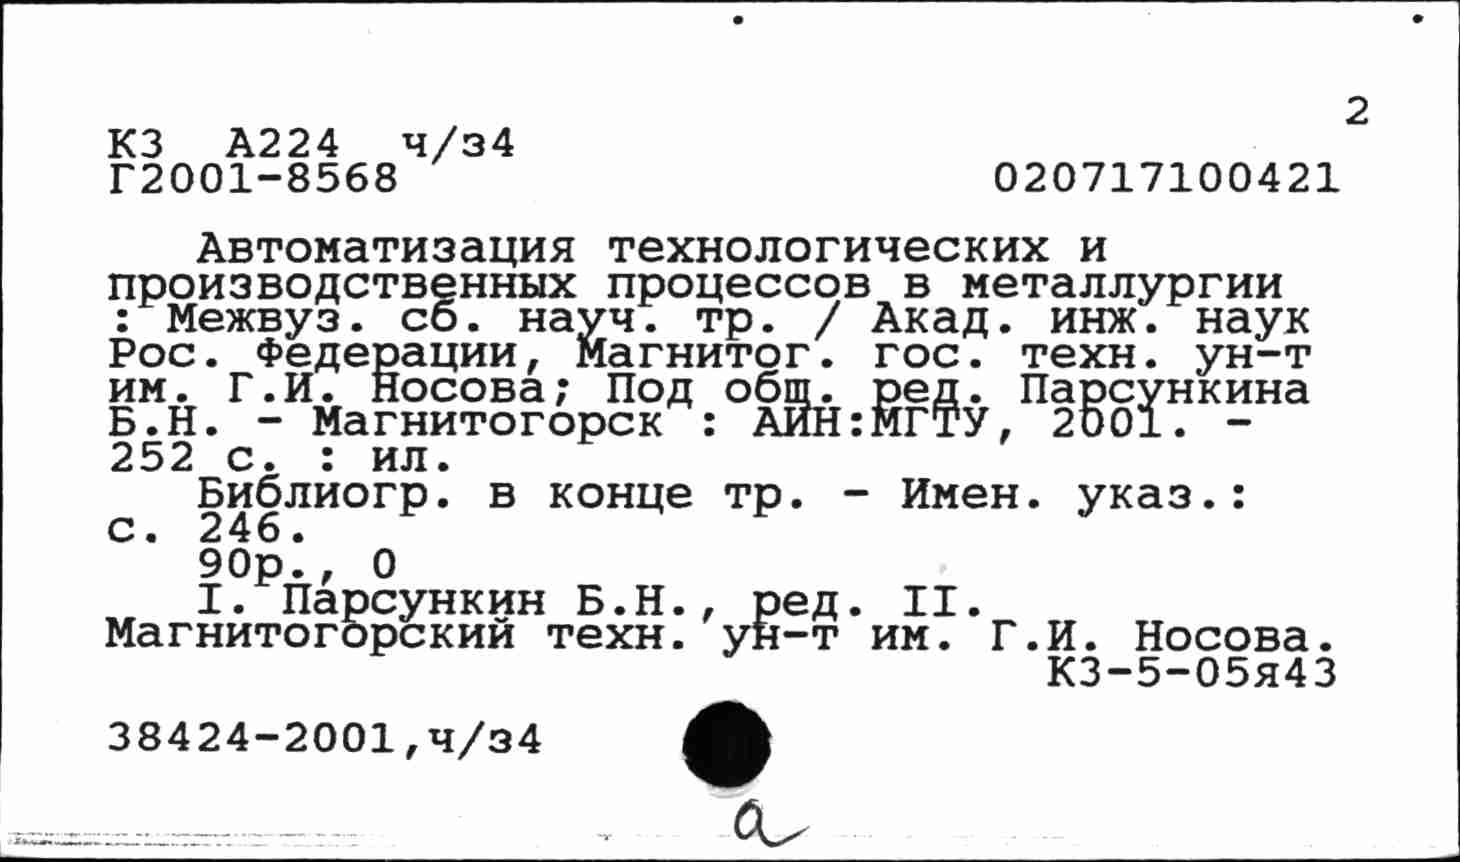 2
К3 А224 ч/з4
Г2001-8568 020717100421
Автоматизация технологических и
производственных процессов в металлургии
: Межвуз. сб. науч. тр. / Акад. инж. наук
Рос. Федерации, Магнитог. гос. техн. ун-т
им. Г.И. Носова; Под общ. ред. Парсункина
Б.Н. - Магнитогорск : АИН:МГТУ, 2001. -
252 с. : ил.
Библиогр. в конце тр. - Имен. указ.:
с. 246.
90р., 0
I. Парсункин Б.Н., ред. II.
Магнитогорский техн. ун-т им. Г.И. Носова.
К3-5-05я43
38424-2001,ч/з4
а